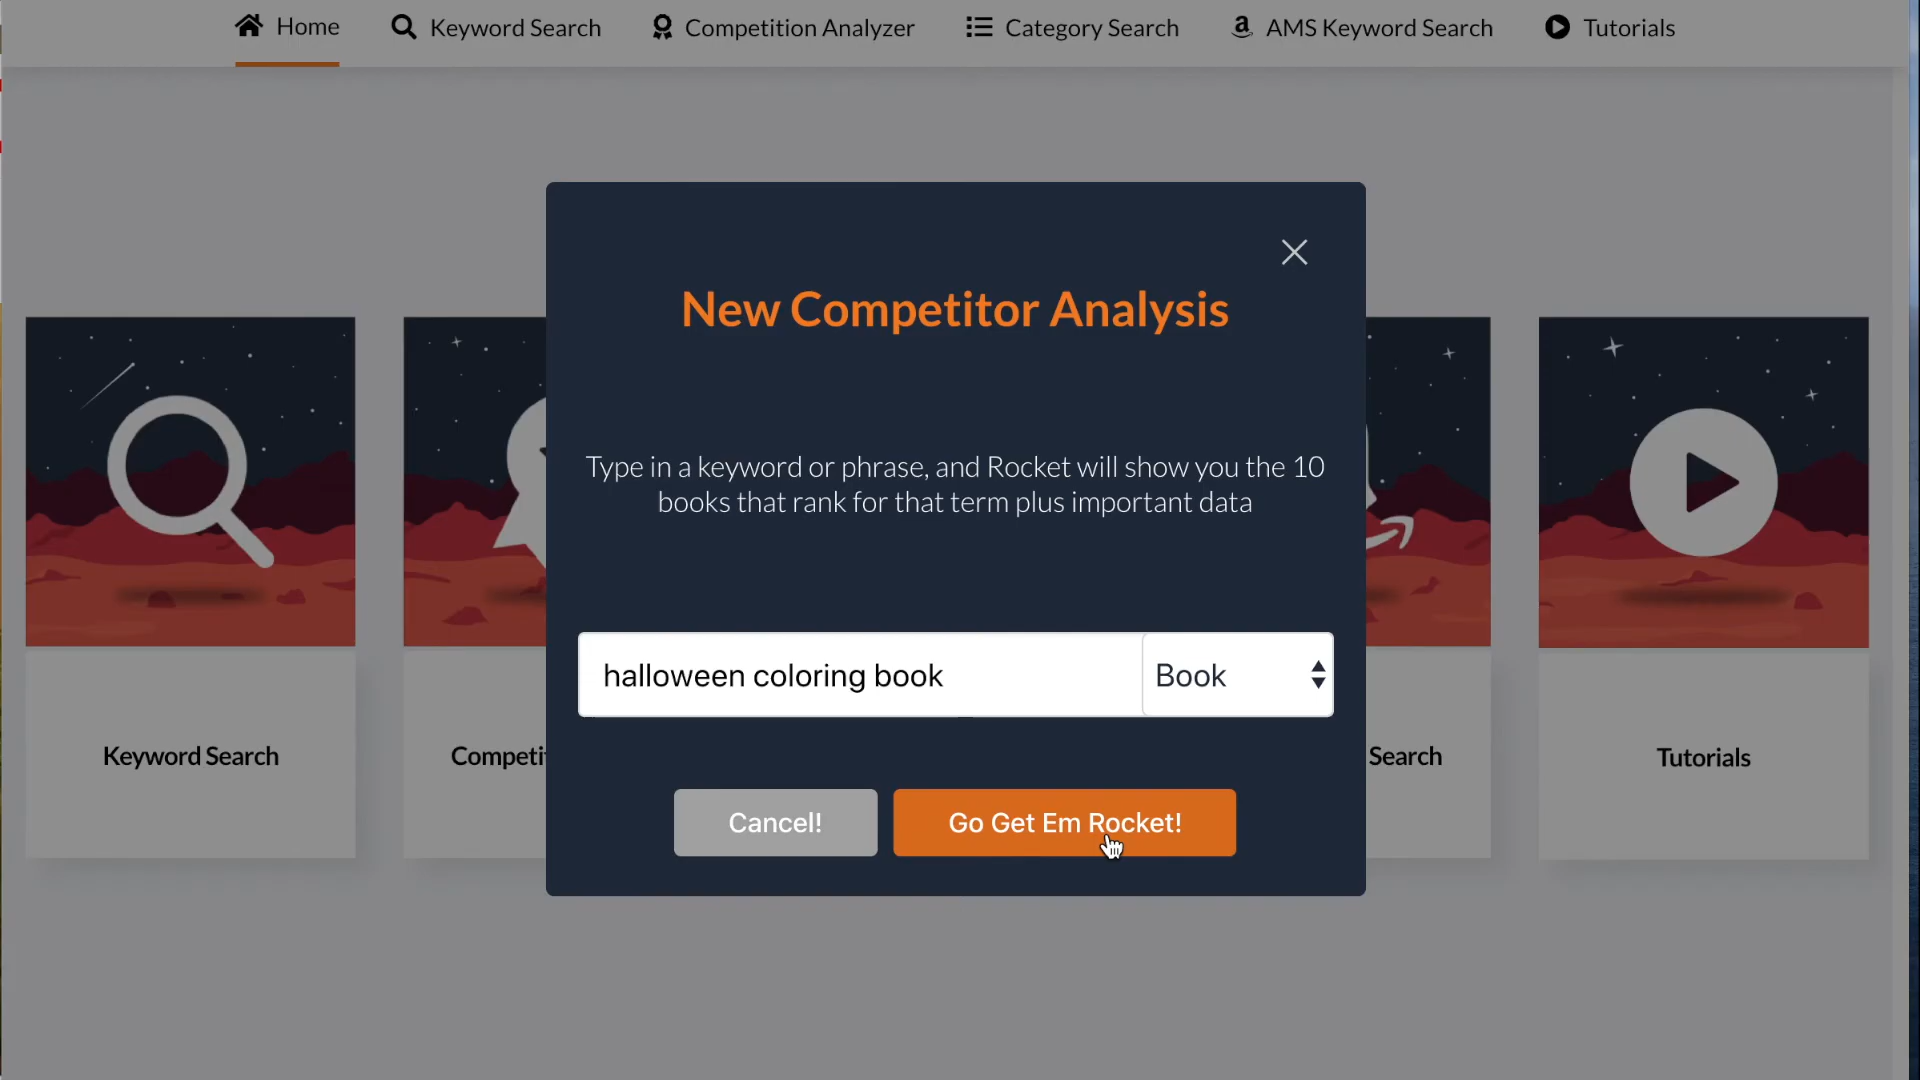 Home
Keyword Search
Competition Analyzer
Category Search
AMS Keyword Search
Tutorials
New Competitor Analysis
Type in a keyword or phrase, and Rocket will show you the 10
books that rank for that term plus important data
halloween coloring book
Book
Keyword Search
Competi
Search
Tutorials
Cancel!
Go Get Em Rocket!